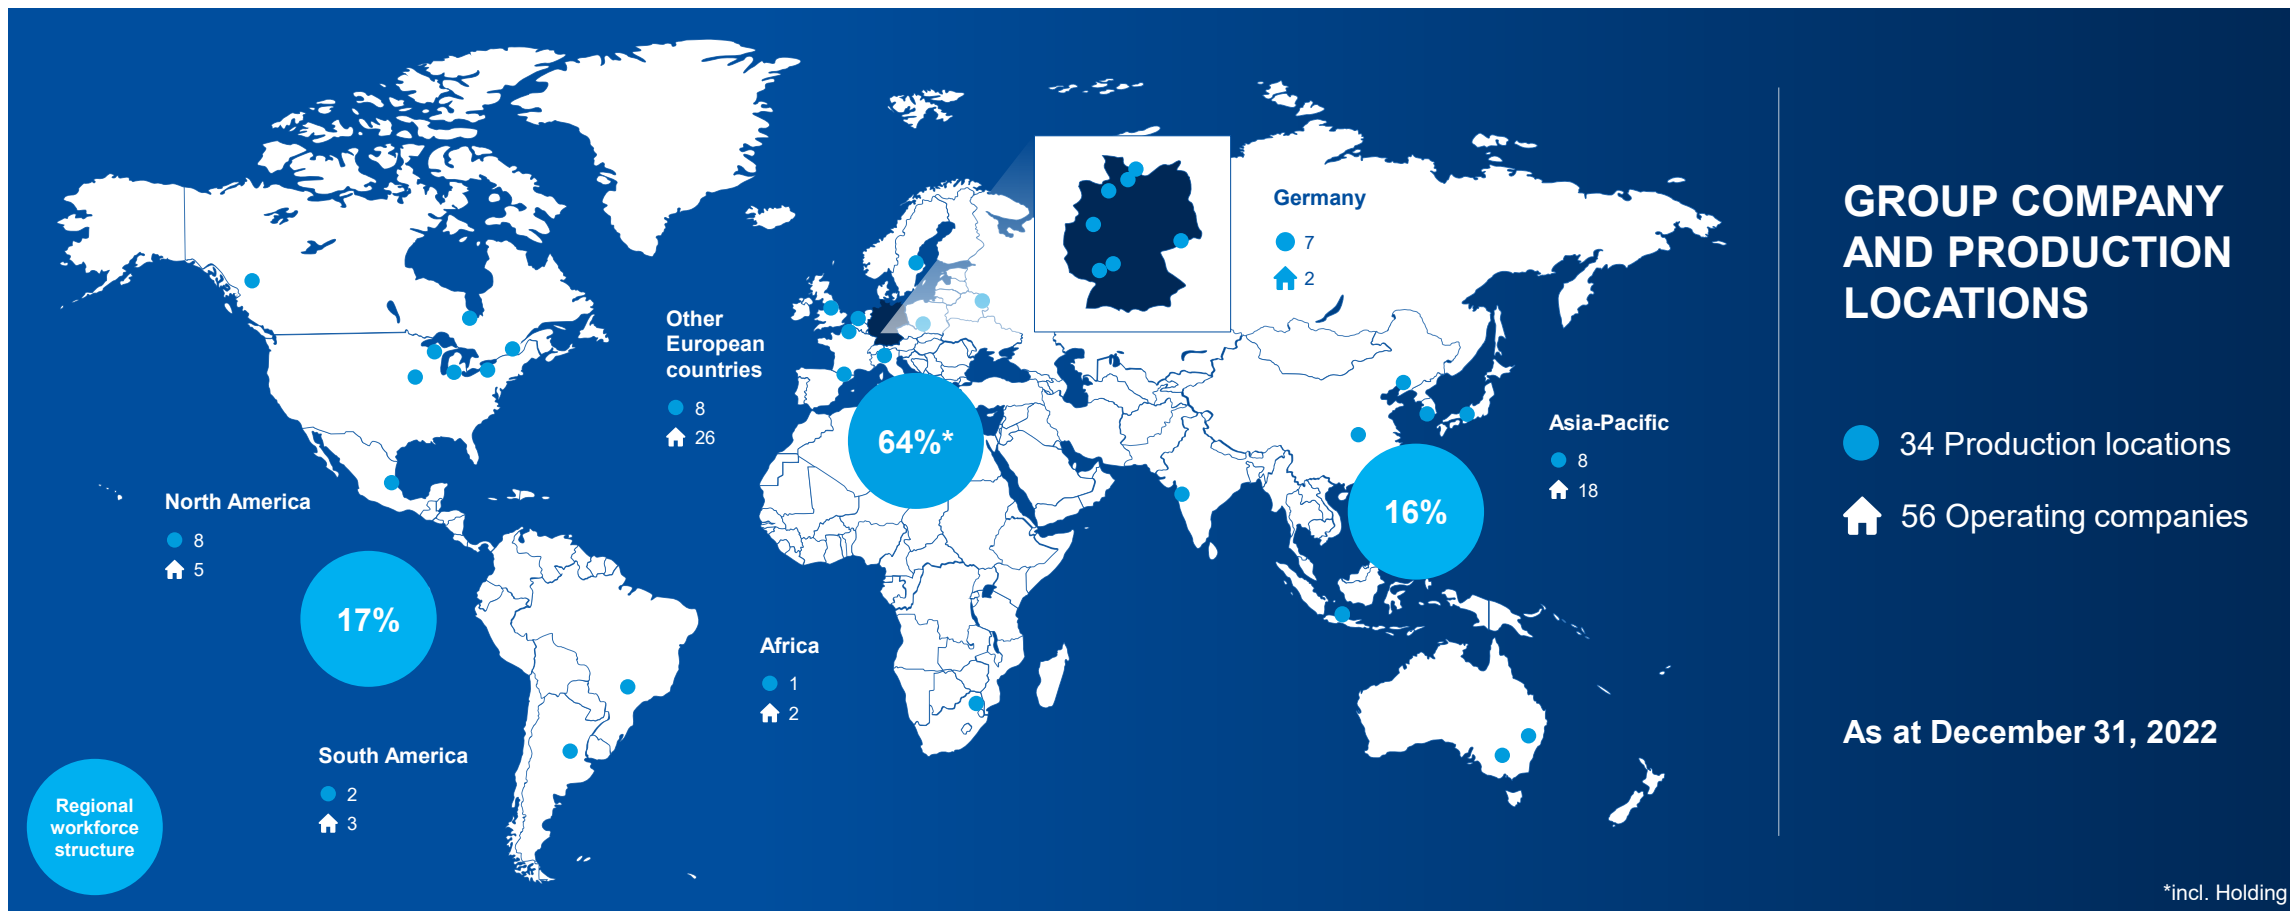 GROUP COMPANY
AND PRODUCTION
LOCATIONS
34 Production locations
56 Operating companies
As at December 31, 2022
*incl. Holding
Germany
7
2
Other
European
countries
8
26
64%*
Asia-Pacific
8
18
16%
North America
8
5
17%
Africa
1
2
South America
2
3
Regional
workforce
structure